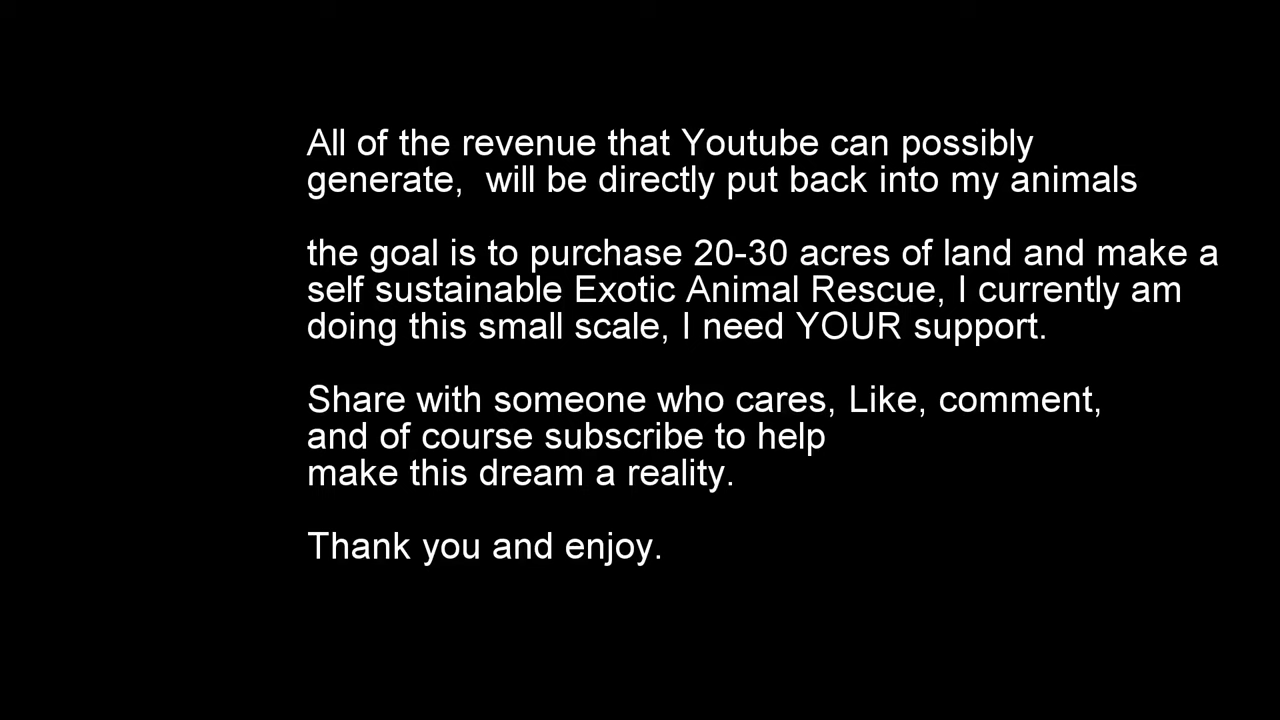 All of the revenue that Youtube can possibly
generate,  will be directly put back into my animals
the goal is to purchase 20-30 acres of land and make a
self sustainable Exotic Animal Rescue, I currently am
doing this small scale, I need YOUR support.
Share with someone who cares, Like, comment,
and of course subscribe to help
make this dream a reality.
Thank you and enjoy.